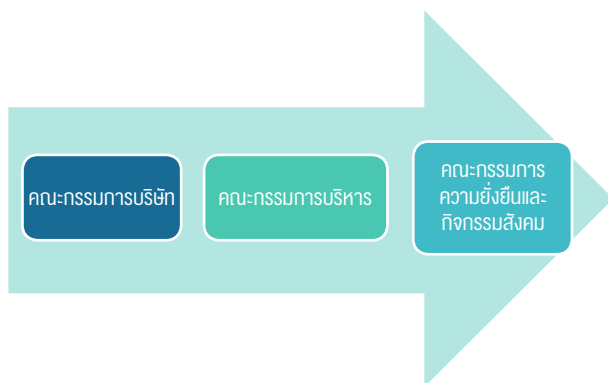 คณะกรรมการบริษัท
คณะกรรมการบริหาร
คณะกรรมการ
ความยั่งยืนและ
กิจกรรมสังคม